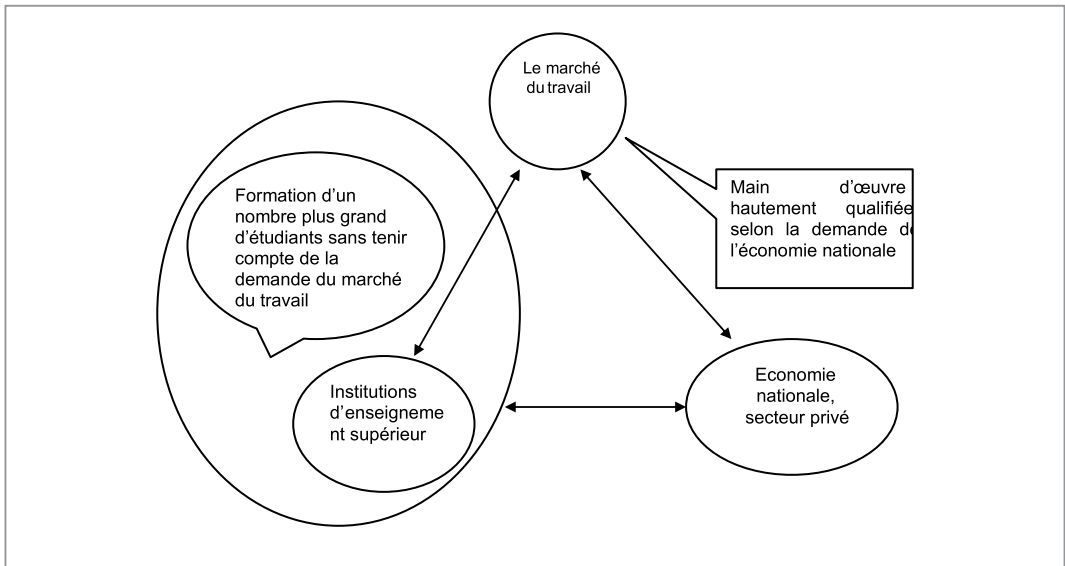 Le marché
du travail
Formation d’un
nombre plus grand
d’étudiants sans tenir
compte de la
demande du marché
du travail
Main d’œuvre
hautement qualifiée
selon la demande de
l’économie nationale
Institutions
d’enseigneme
nt supérieur
Economie
nationale,
secteur privé